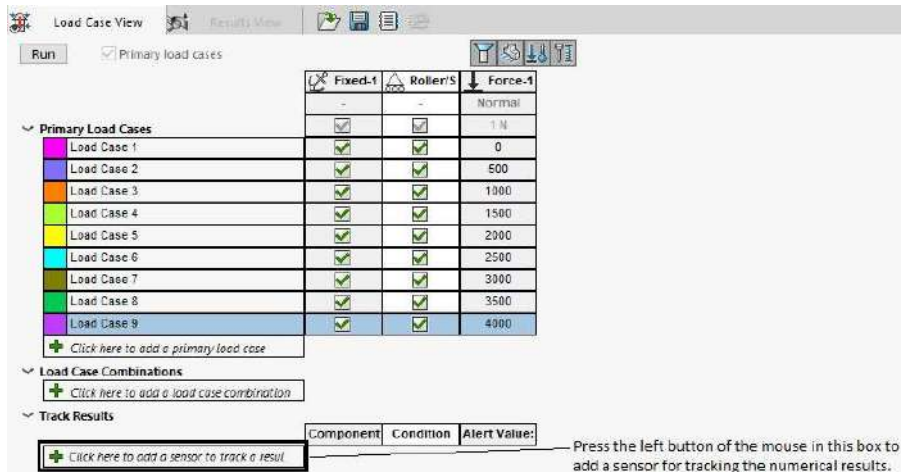 Load Case View Results View
Run Primary load cases
Fixed-1 Roller/S Force-1
- - Normal
Primary Load Cases 1 N
Load Case 1 0
Load Case 2 500
Load Case 3 1000
Load Case 4 1500
Load Case 5 2000
Load Case 6 2500
Load Case 7 3000
Load Case 8 3500
Load Case 9 4000
Click here to add a primary load case
Load Case Combinations
Click here to add a load case combination
Track Results
Component Condition Alert Value:
Click here to add a sensor to track a resul
Press the left button of the mouse in this box to
add a sensor for tracking the numerical results.